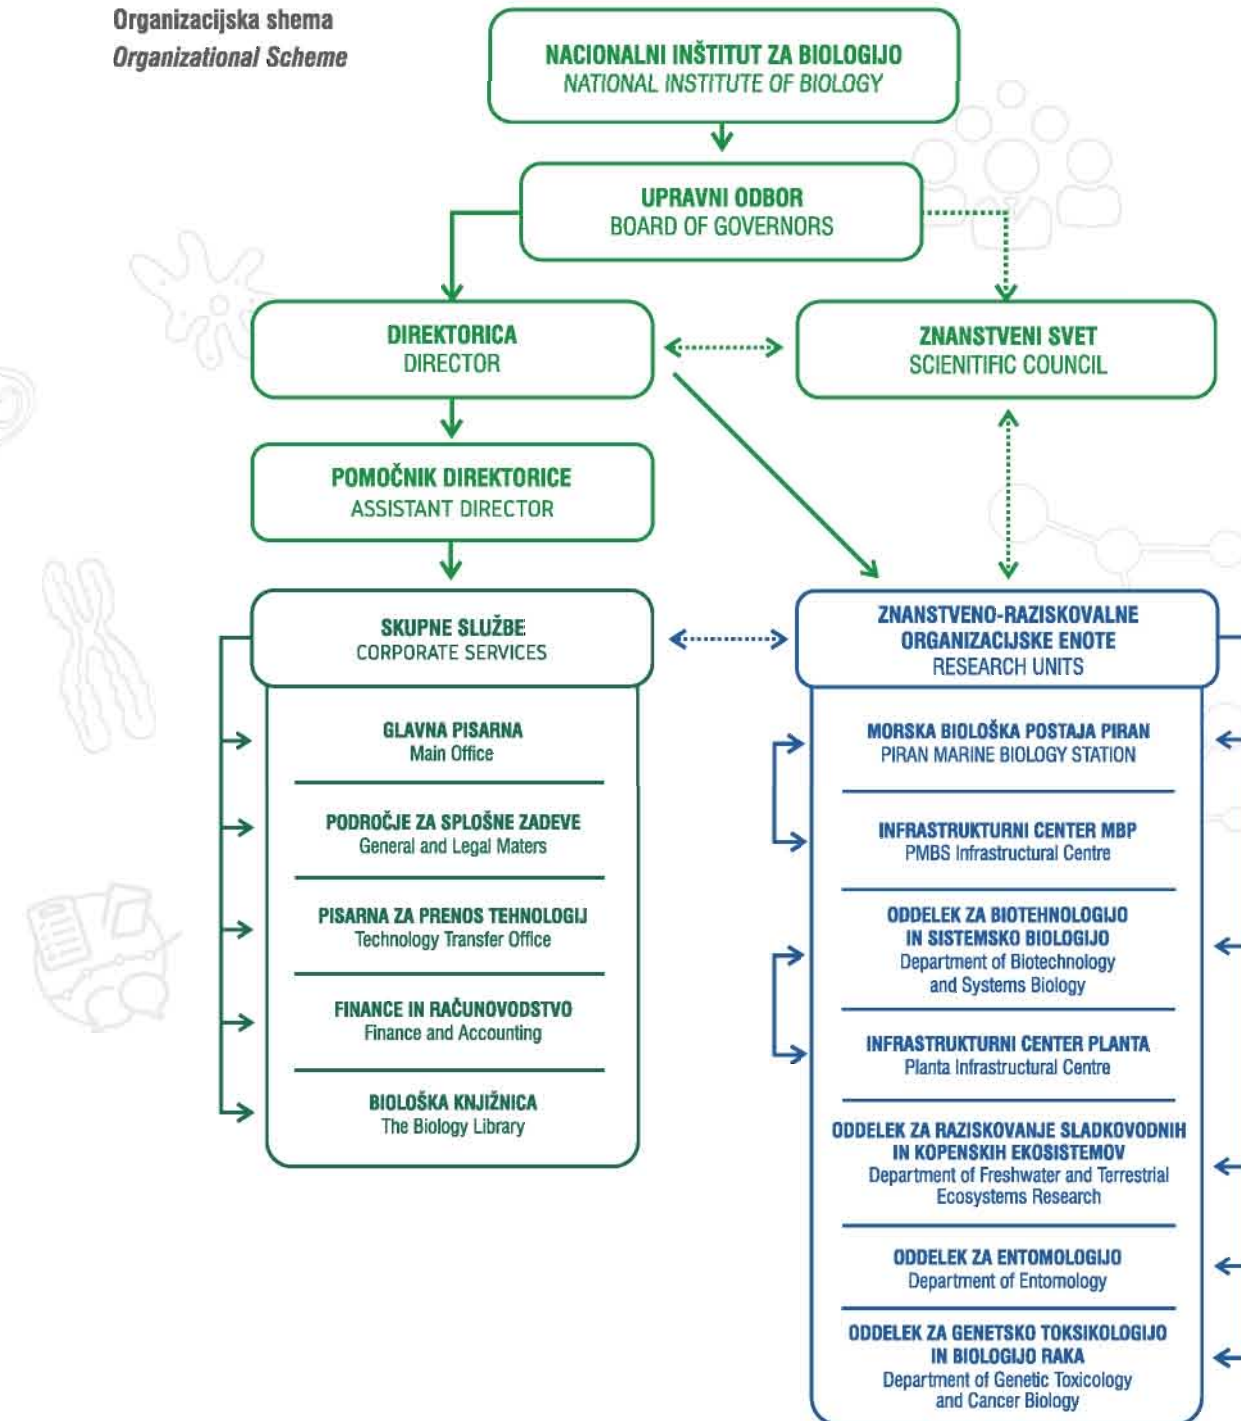 Organizacijska shema
Organizational Scheme
NACIONALNI INŠTITUT ZA BIOLOGIJO
NATIONAL INSTITUTE OF BIOLOGY
UPRAVNI ODBOR
BOARD OF GOVERNORS
DIREKTORICA
DIRECTOR
ZNANSTVENI SVET
SCIENITIFIC COUNCIL
POMOČNIK DIREKTORICE
ASSISTANT DIRECTOR
SKUPNE SLUŽBE
CORPORATE SERVICES
GLAVNA PISARNA
Main Office
PODROČJE ZA SPLOŠNE ZADEVE
General and Legal Maters
PISARNA ZA PRENOS TEHNOLOGIJ
Technology Transfer Office
FINANCE IN RAČUNOVODSTVO
Finance and Accounting
BIOLOŠKA KNJIŽNICA
The Biology Library
ZNANSTVENO-RAZISKOVALNE
ORGANIZACIJSKE ENOTE
RESEARCH UNITS
MORSKA BIOLOŠKA POSTAJA PIRAN
PIRAN MARINE BIOLOGY STATION
INFRASTRUKTURNI CENTER MBP
PMBS Infrastructural Centre
ODDELEK ZA BIOTEHNOLOGIJO
IN SISTEMSKO BIOLOGIJO
Department of Biotechnology
and Systems Biology
INFRASTRUKTURNI CENTER PLANTA
Planta Infrastructural Centre
ODDELEK ZA RAZISKOVANJE SLADKOVODNIH
IN KOPENSKIH EKOSISTEMOV
Department of Freshwater and Terrestrial
Ecosystems Research
ODDELEK ZA ENTOMOLOGIJO
Department of Entomology
ODDELEK ZA GENETSKO TOKSIKOLOGIJO
IN BIOLOGIJO RAKA
Department of Genetic Toxicology
and Cancer Biology